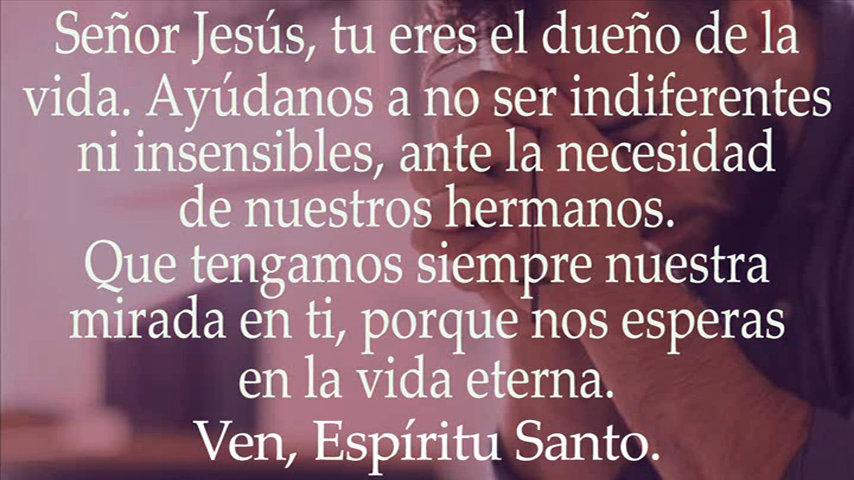 Señor Jesús, tu eres el dueño de la
vida. Ayúdanos a no ser indiferentes
ni insensibles, ante la necesidad
de nuestros hermanos.
Que tengamos siempre nuestra
mirada en ti, porque nos esperas
en la vida eterna.
Ven, Espíritu Santo.